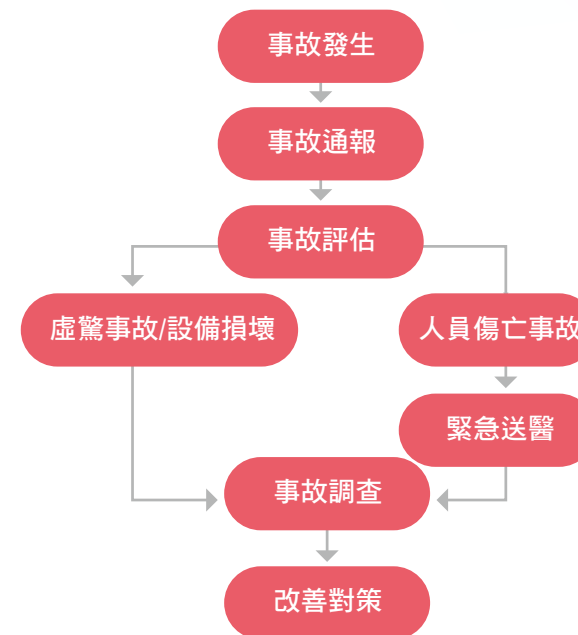 事故發生
事故通報
事故評估
虛驚事故/設備損壞
人員傷亡事故
緊急送醫
事故調查
改善對策